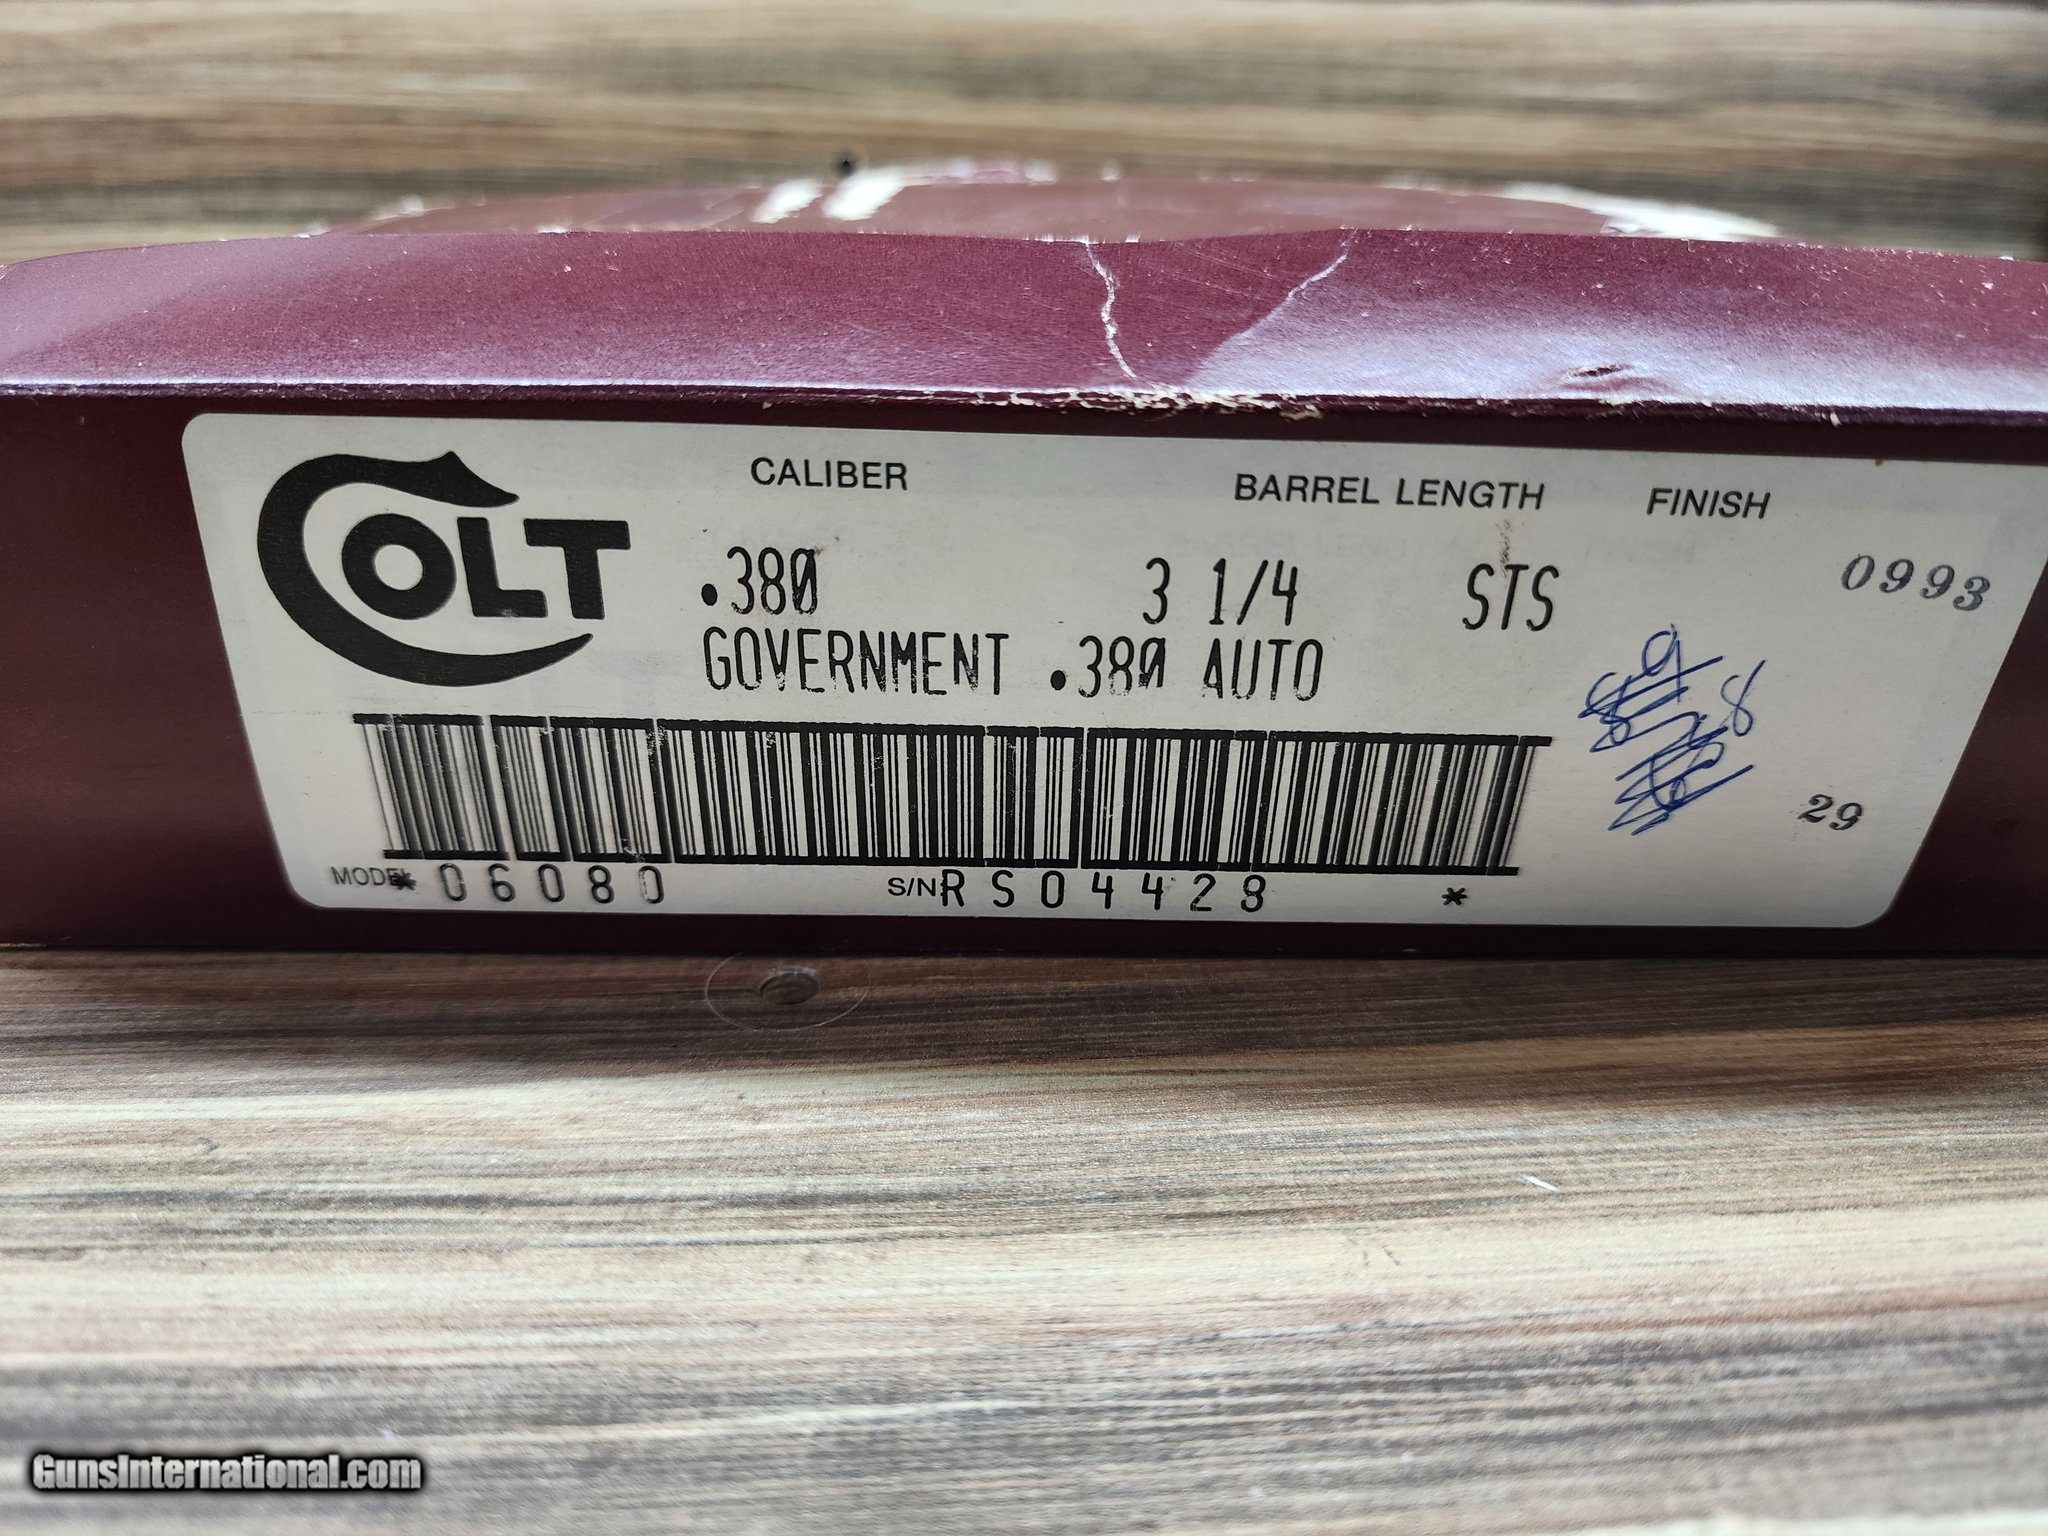 COLT
CALIBER BARREL LENGTH FINISH
.380 3 1/4 STS 0993
GOVERNMENT .380 AUTO
29
MODEL * 06080 S/N RS04428 *
GunsInternational.com